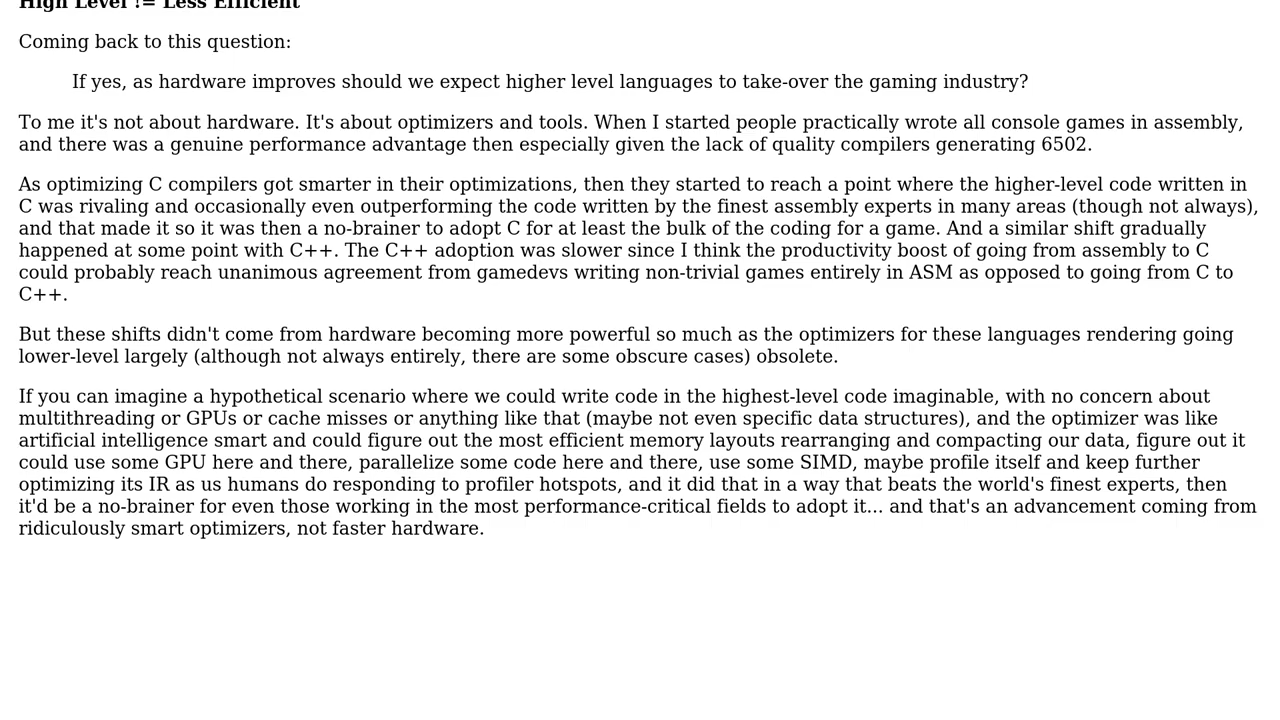 High Level != Less Efficient
Coming back to this question:
If yes, as hardware improves should we expect higher level languages to take-over the gaming industry?
To me it's not about hardware. It's about optimizers and tools. When I started people practically wrote all console games in assembly,
and there was a genuine performance advantage then especially given the lack of quality compilers generating 6502.
As optimizing C compilers got smarter in their optimizations, then they started to reach a point where the higher-level code written in
C was rivaling and occasionally even outperforming the code written by the finest assembly experts in many areas (though not always),
and that made it so it was then a no-brainer to adopt C for at least the bulk of the coding for a game. And a similar shift gradually
happened at some point with C++. The C++ adoption was slower since I think the productivity boost of going from assembly to C
could probably reach unanimous agreement from gamedevs writing non-trivial games entirely in ASM as opposed to going from C to
C++.
But these shifts didn't come from hardware becoming more powerful so much as the optimizers for these languages rendering going
lower-level largely (although not always entirely, there are some obscure cases) obsolete.
If you can imagine a hypothetical scenario where we could write code in the highest-level code imaginable, with no concern about
multithreading or GPUs or cache misses or anything like that (maybe not even specific data structures), and the optimizer was like
artificial intelligence smart and could figure out the most efficient memory layouts rearranging and compacting our data, figure out it
could use some GPU here and there, parallelize some code here and there, use some SIMD, maybe profile itself and keep further
optimizing its IR as us humans do responding to profiler hotspots, and it did that in a way that beats the world's finest experts, then
it'd be a no-brainer for even those working in the most performance-critical fields to adopt it... and that's an advancement coming from
ridiculously smart optimizers, not faster hardware.